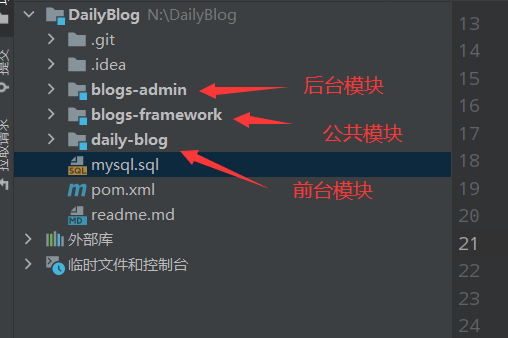 DailyBlog N:\DailyBlog
.git
.idea
blogs-admin
后台模块
blogs-framework
公共模块
daily-blog
前台模块
SQL mysql.sql
m pom.xml
MD readme.md
外部库
临时文件和控制台
提交
拉取请求
13
14
15
16
17
18
19
20
21
22
23
24